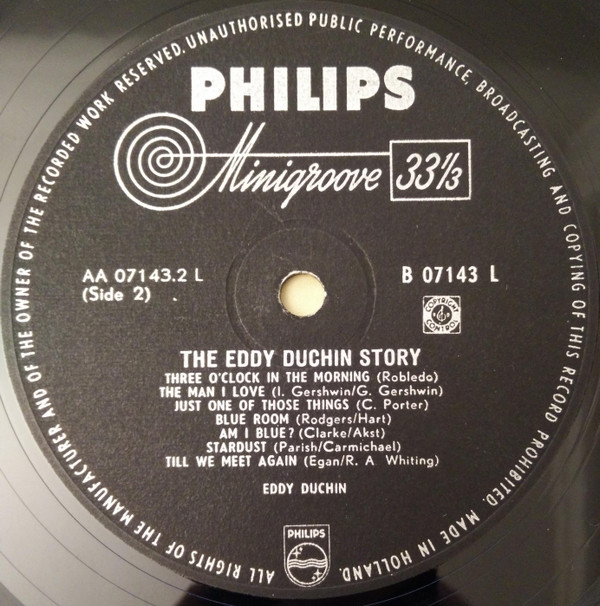 ALL RIGHTS OF THE MANUFACTURER AND OF THE OWNER OF THE RECORDED WORK RESERVED. UNAUTHORISED PUBLIC PERFORMANCE, BROADCASTING AND COPYING OF THIS RECORD PROHIBITED. MADE IN HOLLAND.
PHILIPS
Minigroove 33⅓
AA 07143.2 L
(Side 2)
B 07143 L
COPYRIGHT
CONTROL
THE EDDY DUCHIN STORY
THREE O'CLOCK IN THE MORNING (Robledo)
THE MAN I LOVE (I. Gershwin/G. Gershwin)
JUST ONE OF THOSE THINGS (C. Porter)
BLUE ROOM (Rodgers/Hart)
AM I BLUE? (Clarke/Akst)
STARDUST (Parish/Carmichael)
TILL WE MEET AGAIN (Egan/R. A Whiting)
EDDY DUCHIN
PHILIPS